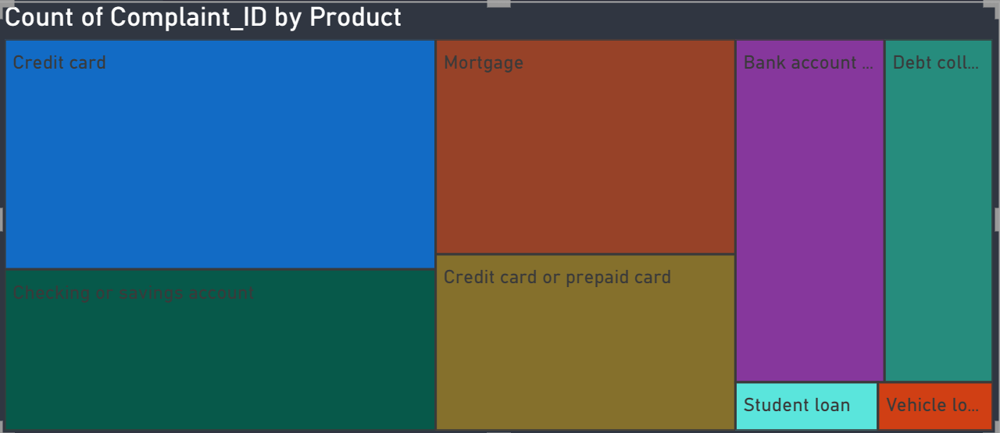 Count of Complaint_ID by Product
Credit card
Mortgage
Bank account ...
Debt coll...
Checking or savings account
Credit card or prepaid card
Student loan
Vehicle lo...